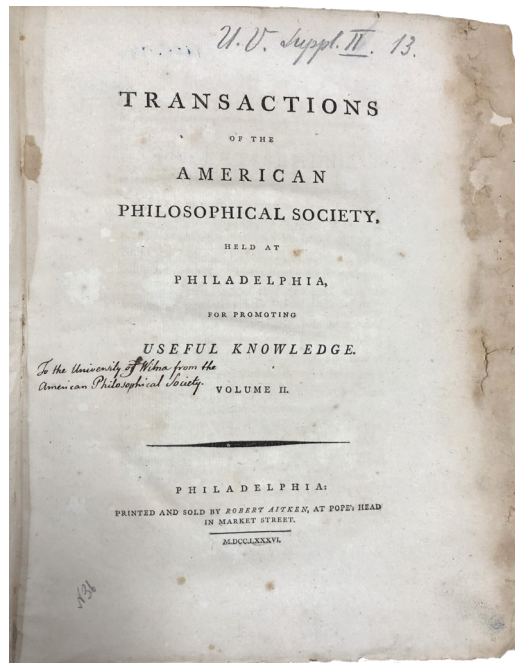 U.V. Suppl. II. 13.
TRANSACTIONS
OF THE
AMERICAN
PHILOSOPHICAL SOCIETY,
HELD AT
PHILADELPHIA,
FOR PROMOTING
USEFUL KNOWLEDGE.
To the University of Wilna from the
American Philosophical Society.
VOLUME II.
PHILADELPHIA:
PRINTED AND SOLD BY ROBERT AITKEN, AT POPE's HEAD
IN MARKET STREET.
M.DCC.LXXXVI.